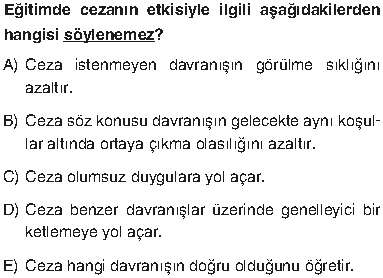 Eğitimde cezanın etkisiyle ilgili aşağıdakilerden
hangisi söylenemez?
A) Ceza istenmeyen davranışın görülme sıklığını
azaltır.
B) Ceza söz konusu davranışın gelecekte aynı koşul-
lar altında ortaya çıkma olasılığını azaltır.
C) Ceza olumsuz duygulara yol açar.
D) Ceza benzer davranışlar üzerinde genelleyici bir
ketlemeye yol açar.
E) Ceza hangi davranışın doğru olduğunu öğretir.